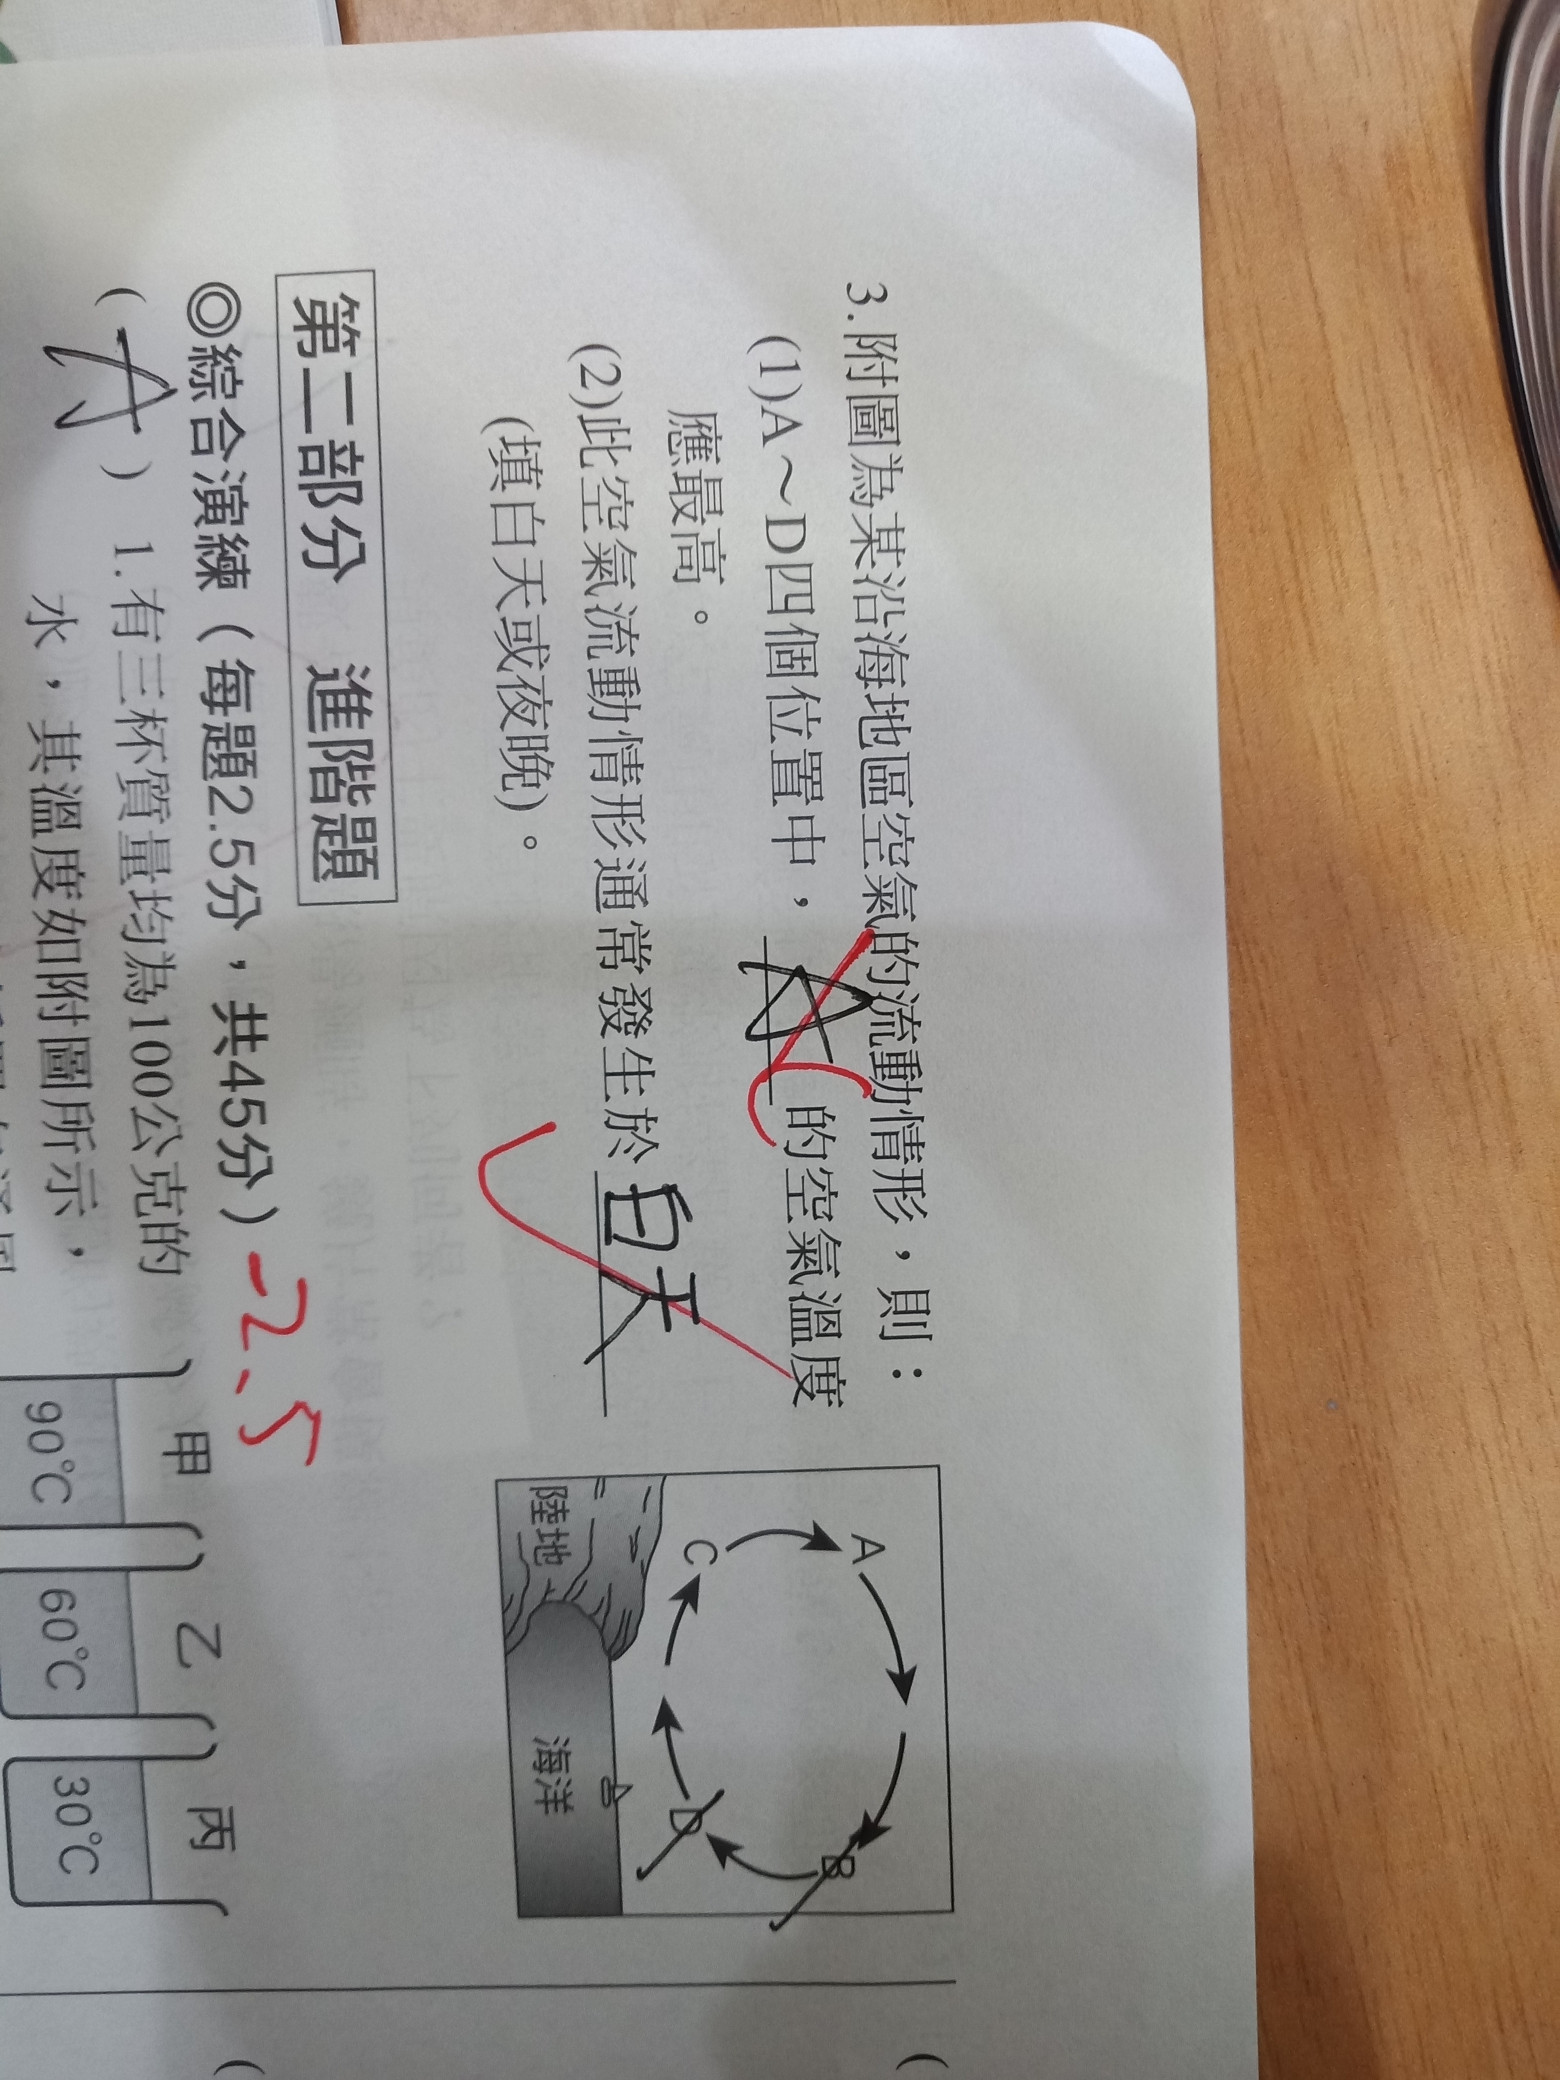 3.附圖為某沿海地區空氣的流動情形，則：
(1)A～D四個位置中，A C的空氣溫度
應最高。
(2)此空氣流動情形通常發生於白天
(填白天或夜晚)。
A
B
C
D
陸地
海洋
第二部分 進階題
◎綜合演練（每題2.5分，共45分）-2.5
(A) 1.有三杯質量均為100公克的
水，其溫度如附圖所示，
甲 乙 丙
90°C 60°C 30°C
(
(